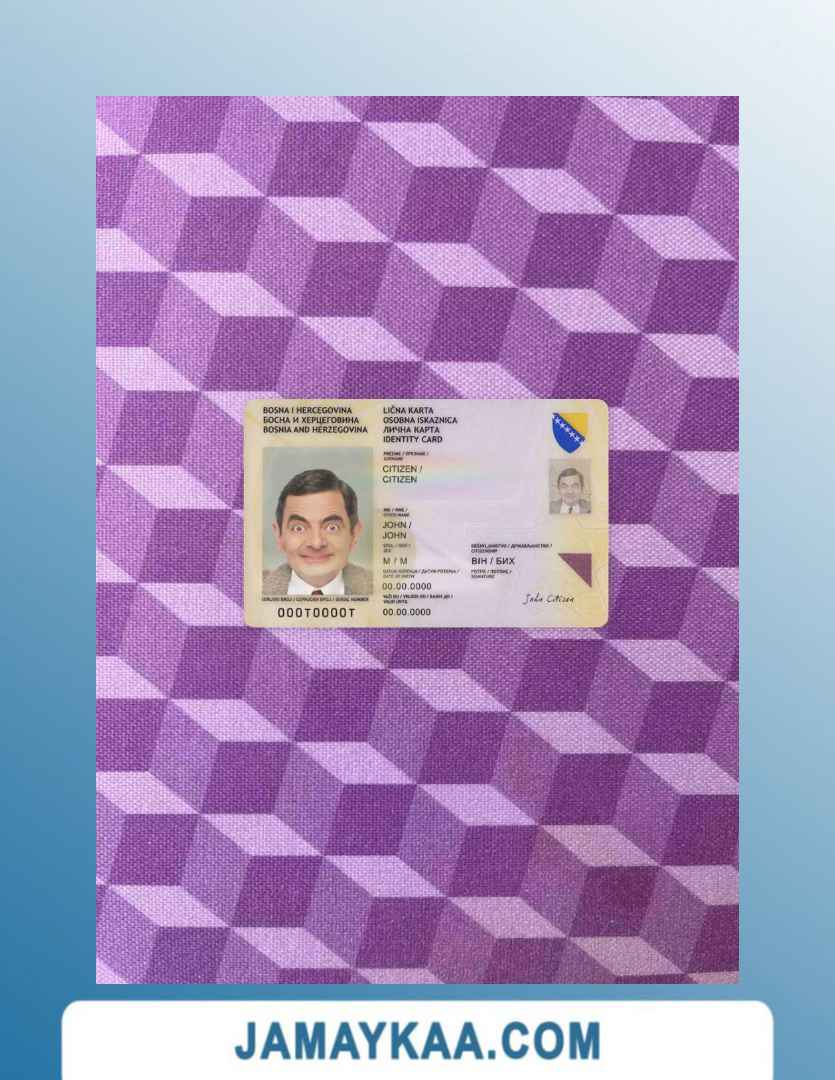 BOSNA I HERCEGOVINA
БОСНА И ХЕРЦЕГОВИНА
BOSNIA AND HERZEGOVINA
LIČNA KARTA
OSOBNA ISKAZNICA
ЛИЧНА КАРТА
IDENTITY CARD
PREZIME / ПРЕЗИМЕ /
SURNAME
CITIZEN /
CITIZEN
IME / ИМЕ /
GIVEN NAME
JOHN /
JOHN
SPOL / ПОЛ /
SEX
M / M
DATUM ROĐENJA / ДАТУМ РОЂЕЊА /
DATE OF BIRTH
00.00.0000
VAŽI DO / VRIJEDI DO / ВАЖИ ДО /
VALID UNTIL
00.00.0000
DRŽAVLJANSTVO / ДРЖАВЉАНСТВО /
CITIZENSHIP
BIH / БИХ
POTPIS / ПОТПИС /
SIGNATURE
John Citizen
SERIJSKI BROJ / СЕРИЈСКИ БРОЈ / SERIAL NUMBER
000T0000T
JAMAYKAA.COM